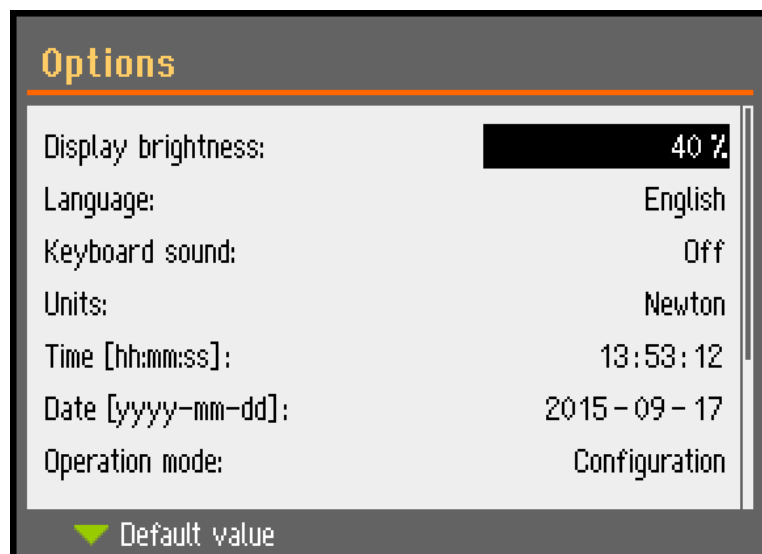 Options
Display brightness: 40 %
Language: English
Keyboard sound: Off
Units: Newton
Time [hh:mm:ss]: 13:53:12
Date [yyyy-mm-dd]: 2015-09-17
Operation mode: Configuration
Default value